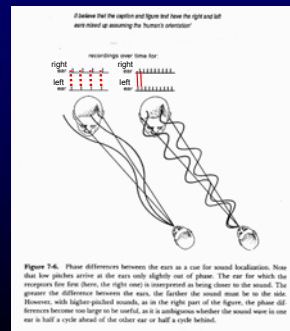 I believe that the caption and figure text have the right and left
ears mixed up assuming the 'human's orientation'
recordings over time for:
right
ear
left
ear
right
ear
left
ear
Figure 7-6. Phase differences between the ears as a cue for sound localization. Note
that low pitches arrive at the ears only slightly out of phase. The ear for which the
receptors fire first (here, the right one) is interpreted as being closer to the sound. The
greater the difference between the ears, the farther the sound must be to the side.
However, with higher-pitched sounds, as in the right part of the figure, the phase dif-
ferences become too large to be useful, as it is ambiguous whether the sound wave in one
ear is half a cycle ahead of the other ear or half a cycle behind.